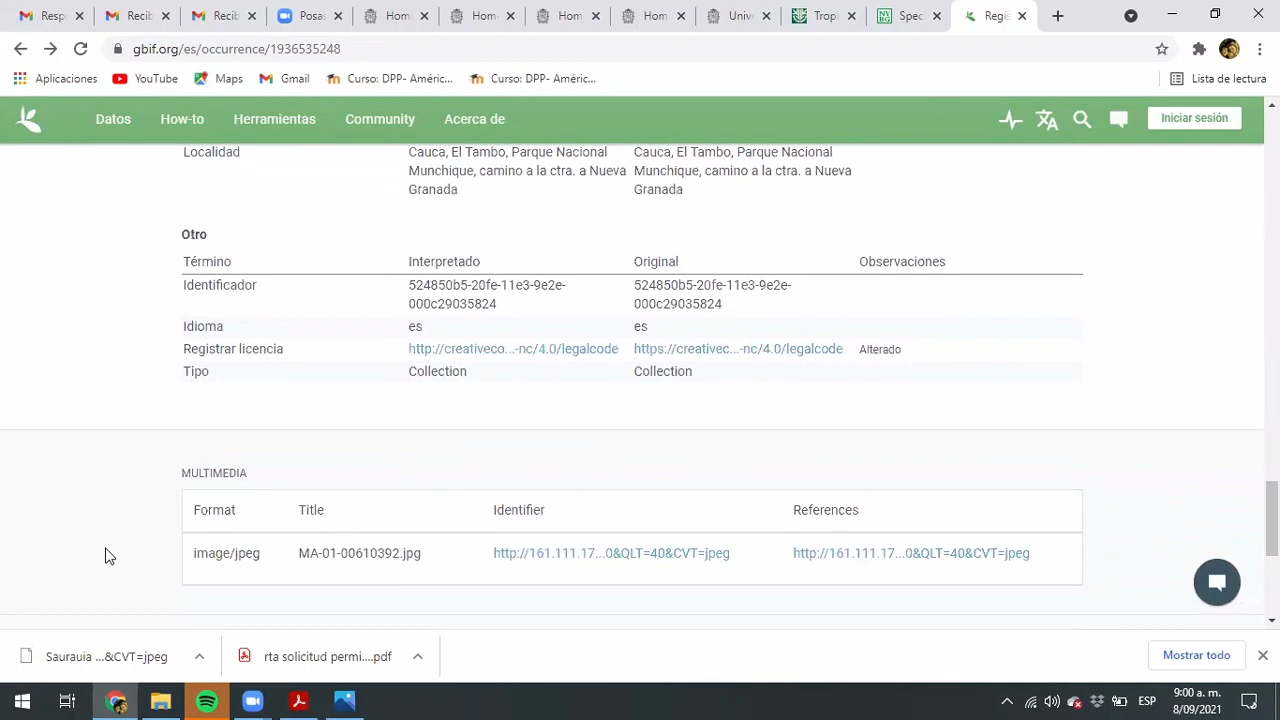 Resp
Recib
Recib
Posas
Hom
Hom
Hom
Hom
Unive
Tropi
Spec
Regis
gbif.org/es/occurrence/1936535248
Aplicaciones YouTube Maps Gmail Curso: DPP- Améric... Curso: DPP- Améric... Lista de lectura
Datos How-to Herramientas Community Acerca de Iniciar sesión
Localidad Cauca, El Tambo, Parque Nacional Cauca, El Tambo, Parque Nacional
Munchique, camino a la ctra. a Nueva Munchique, camino a la ctra. a Nueva
Granada Granada
Otro
Término Interpretado Original Observaciones
Identificador 524850b5-20fe-11e3-9e2e- 524850b5-20fe-11e3-9e2e-
000c29035824 000c29035824
Idioma es es
Registrar licencia http://creativeco...-nc/4.0/legalcode https://creativec...-nc/4.0/legalcode Alterado
Tipo Collection Collection
MULTIMEDIA
Format Title Identifier References
image/jpeg MA-01-00610392.jpg http://161.111.17...0&QLT=40&CVT=jpeg http://161.111.17...0&QLT=40&CVT=jpeg
Saurauia ...&CVT=jpeg rta solicitud permi....pdf Mostrar todo
ESP 9:00 a. m.
8/09/2021